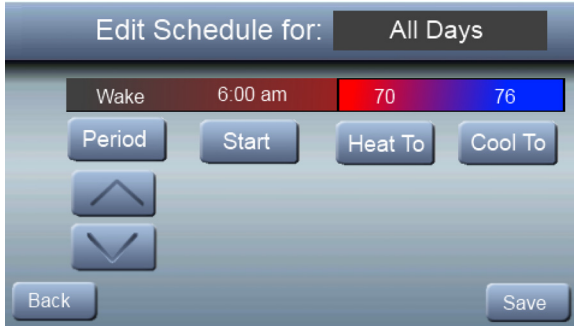 Edit Schedule for: All Days
Wake 6:00 am 70 76
Period Start Heat To Cool To
Back Save